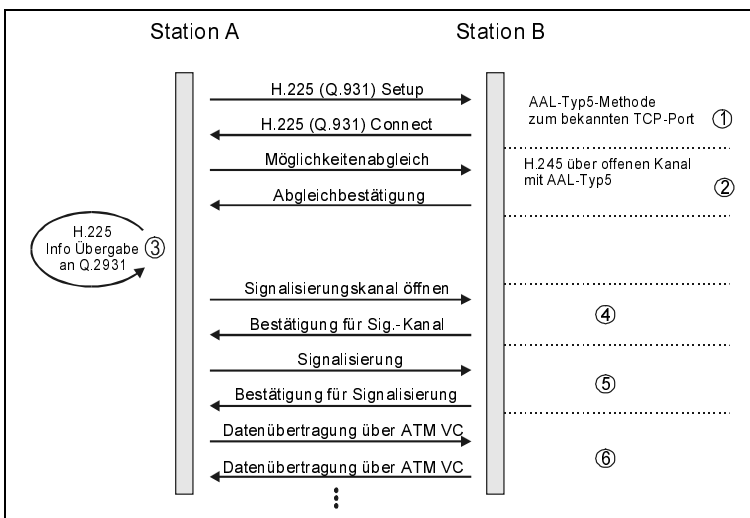 Station A
Station B
H.225 (Q.931) Setup
H.225 (Q.931) Connect
AAL-Typ5-Methode
zum bekannten TCP-Port
1
Möglichkeitenabgleich
Abgleichbestätigung
H.245 über offenen Kanal
mit AAL-Typ5
2
H.225
Info Übergabe
an Q.2931
3
Signalisierungskanal öffnen
Bestätigung für Sig.-Kanal
4
Signalisierung
Bestätigung für Signalisierung
5
Datenübertragung über ATM VC
Datenübertragung über ATM VC
6